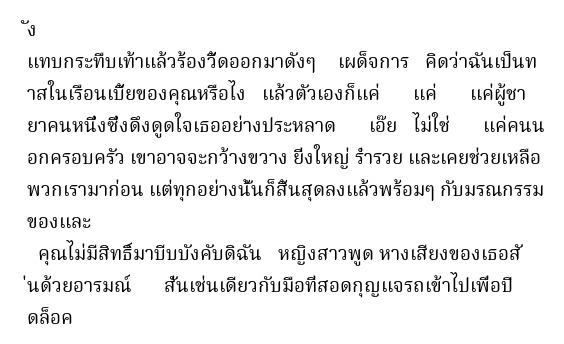 ัง
แทบกระทืบเท้าแล้วร้องวี้ดออกมาดังๆ    เผด็จการ   คิดว่าฉันเป็นท
าสในเรือนเบี้ยของคุณหรือไง   แล้วตัวเองก็แค่      แค่      แค่ผู้ชา
ยาคนหนึ่งซึ่งดึงดูดใจเธออย่างประหลาด      เอ๊ย   ไม่ใช่      แค่คนน
อกครอบครัว เขาอาจจะกว้างขวาง ยิ่งใหญ่ ร่ำรวย และเคยช่วยเหลือ
พวกเรามาก่อน แต่ทุกอย่างนั้นก็สิ้นสุดลงแล้วพร้อมๆ กับมรณกรรม
ของและ
  คุณไม่มีสิทธิ์มาบีบบังคับดิฉัน   หญิงสาวพูด หางเสียงของเธอสั
่นด้วยอารมณ์      สั่นเช่นเดียวกับมือที่สอดกุญแจรถเข้าไปเพื่อปิ
ดล็อค